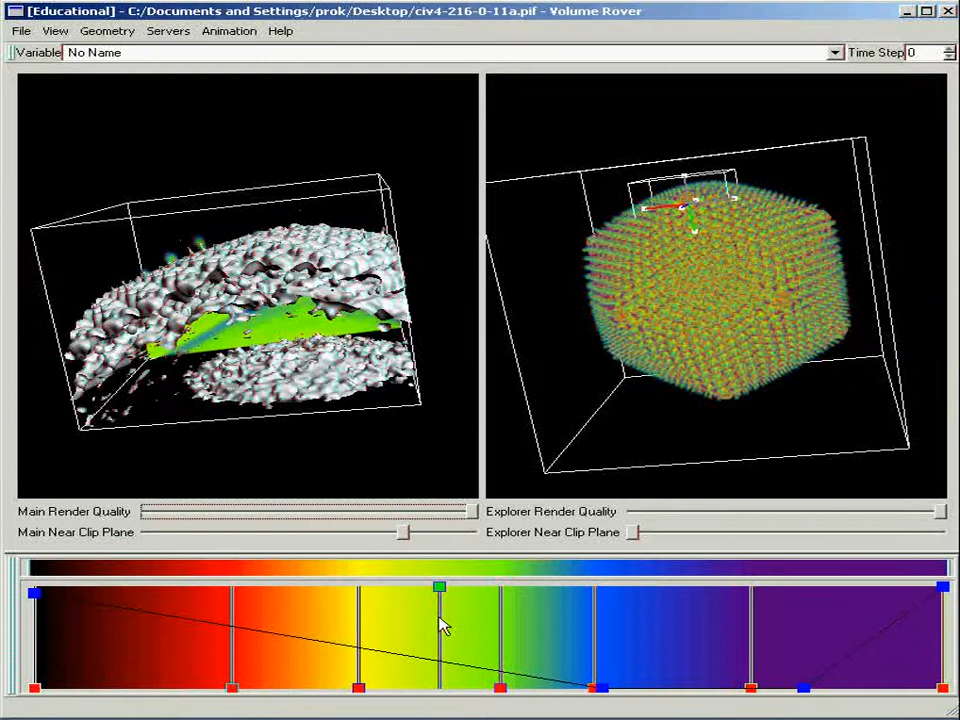 [Educational] - C:/Documents and Settings/prok/Desktop/civ4-216-0-11a.pif - Volume Rover
File View Geometry Servers Animation Help
Variable No Name Time Step 0
Main Render Quality Explorer Render Quality
Main Near Clip Plane Explorer Near Clip Plane